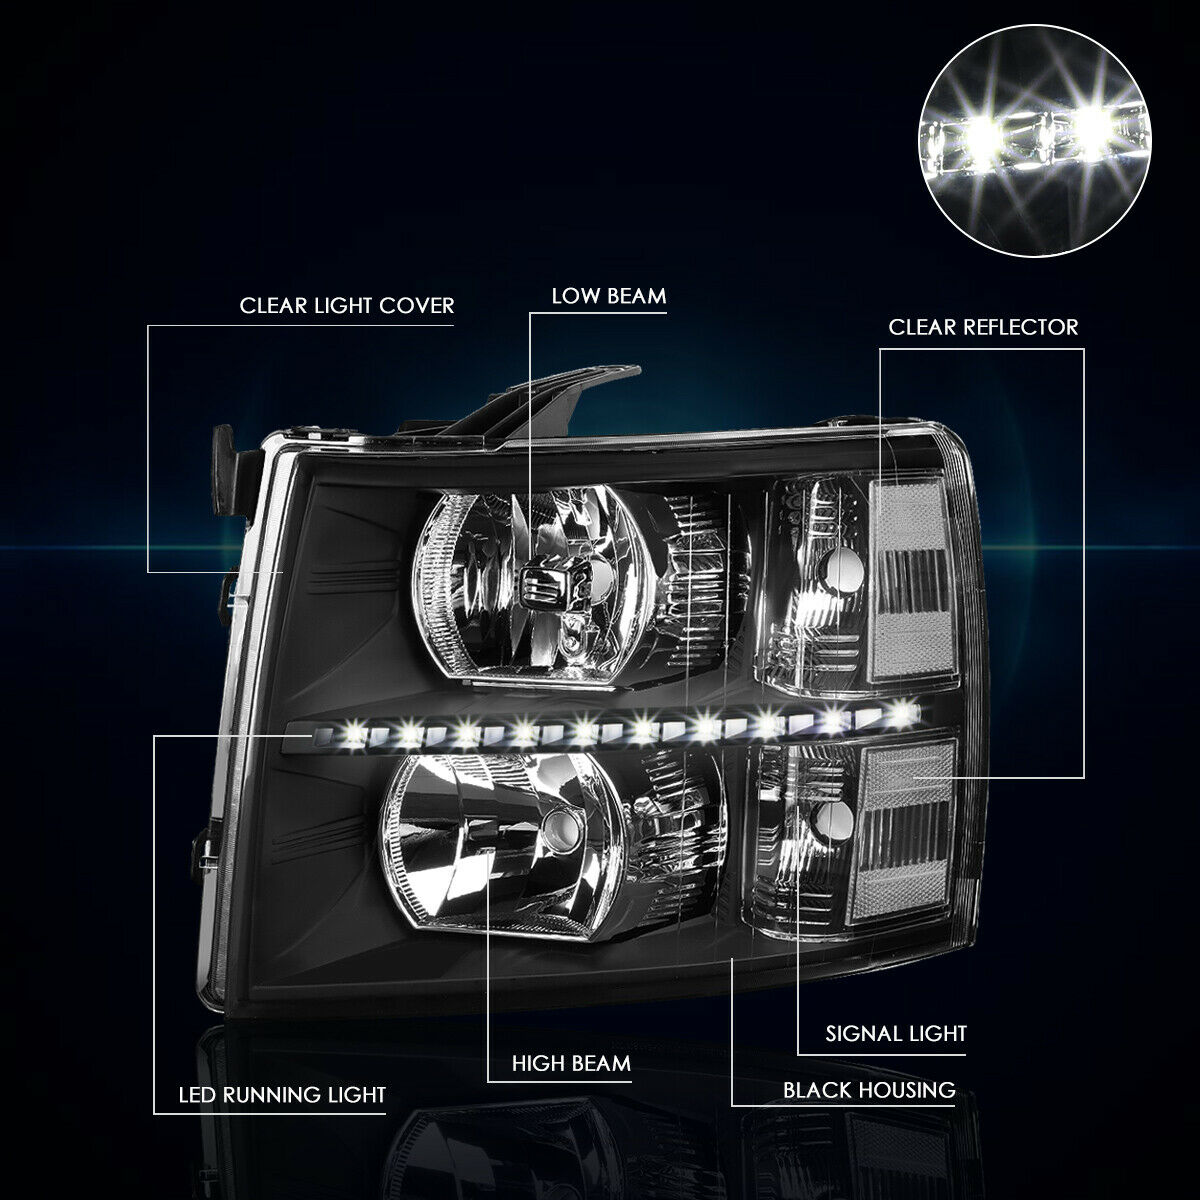 CLEAR LIGHT COVER
LOW BEAM
CLEAR REFLECTOR
SIGNAL LIGHT
HIGH BEAM
BLACK HOUSING
LED RUNNING LIGHT